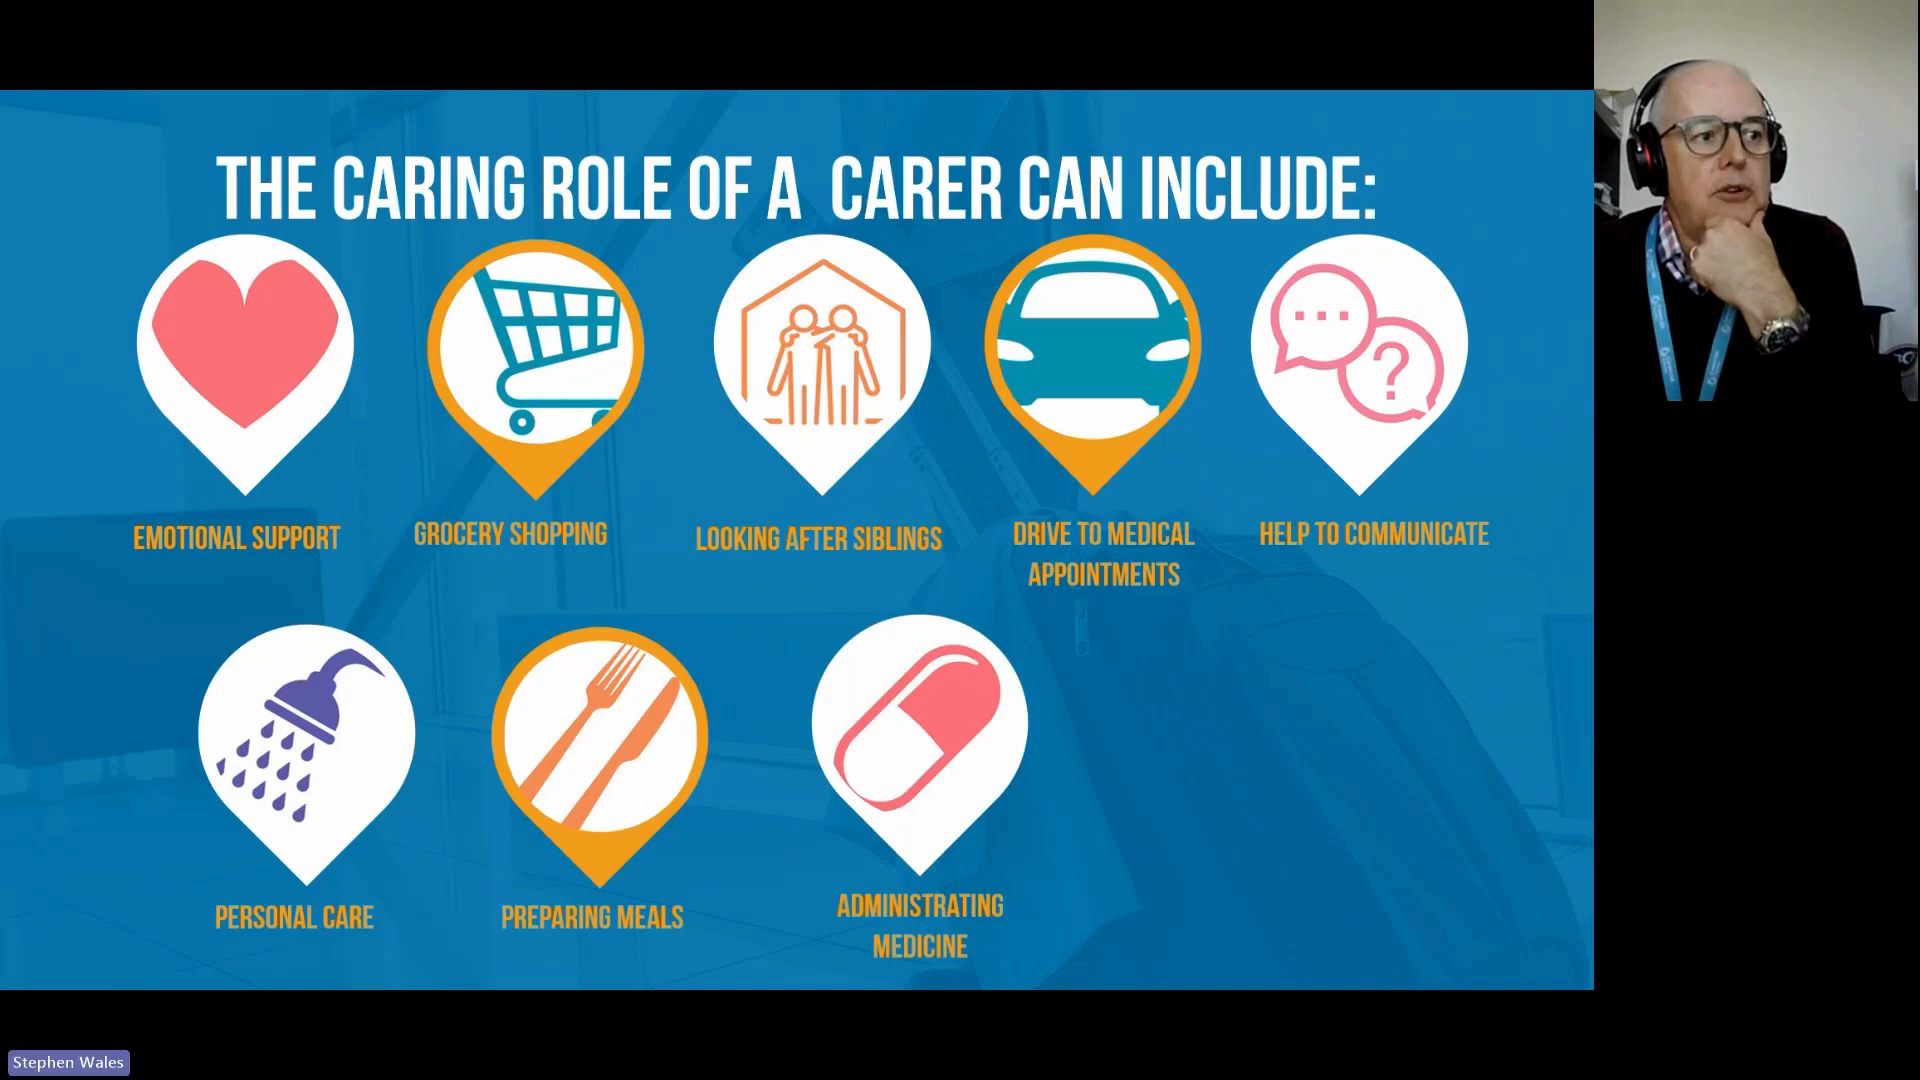 THE CARING ROLE OF A CARER CAN INCLUDE:
EMOTIONAL SUPPORT
GROCERY SHOPPING
LOOKING AFTER SIBLINGS
DRIVE TO MEDICAL
APPOINTMENTS
HELP TO COMMUNICATE
?
PERSONAL CARE
PREPARING MEALS
ADMINISTRATING
MEDICINE
Stephen Wales